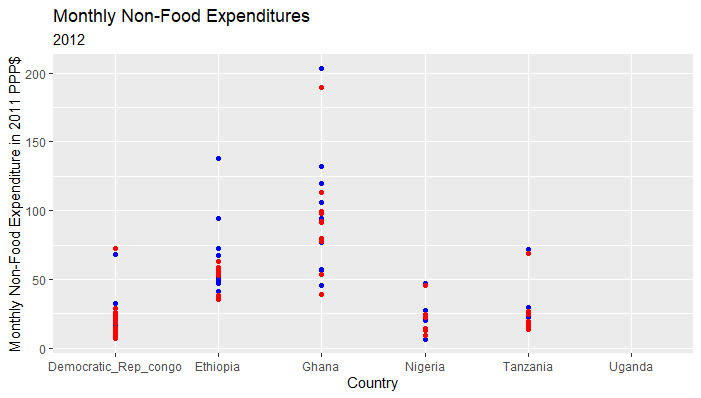 Monthly Non-Food Expenditures
2012
Monthly Non-Food Expenditure in 2011 PPP$
200
150
100
50
0
Democratic_Rep_congo Ethiopia Ghana Nigeria Tanzania Uganda
Country